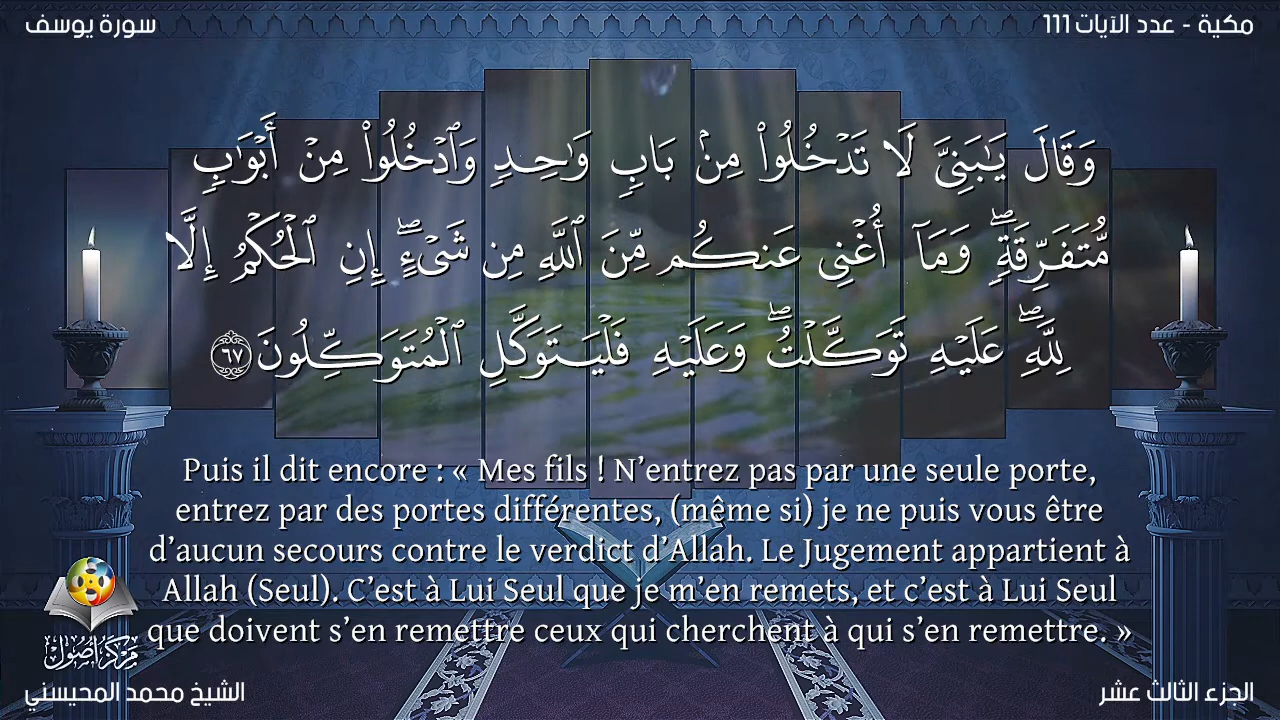 مكية - عدد الآيات 111
سورة يوسف
وَقَالَ يَٰبَنِىَّ لَا تَدْخُلُوا۟ مِنۢ بَابٍ وَٰحِدٍ وَٱدْخُلُوا۟ مِنْ أَبْوَٰبٍ
مُّتَفَرِّقَةٍ ۖ وَمَآ أُغْنِى عَنكُم مِّنَ ٱللَّهِ مِن شَىْءٍ ۖ إِنِ ٱلْحُكْمُ إِلَّا
لِلَّهِ ۖ عَلَيْهِ تَوَكَّلْتُ ۖ وَعَلَيْهِ فَلْيَتَوَكَّلِ ٱلْمُتَوَكِّلُونَ ٦٧
Puis il dit encore : « Mes fils ! N’entrez pas par une seule porte,
entrez par des portes différentes, (même si) je ne puis vous être
d’aucun secours contre le verdict d’Allah. Le Jugement appartient à
Allah (Seul). C’est à Lui Seul que je m’en remets, et c’est à Lui Seul
que doivent s’en remettre ceux qui cherchent à qui s’en remettre. »
مركز أصول
الجزء الثالث عشر
الشيخ محمد المحيسني